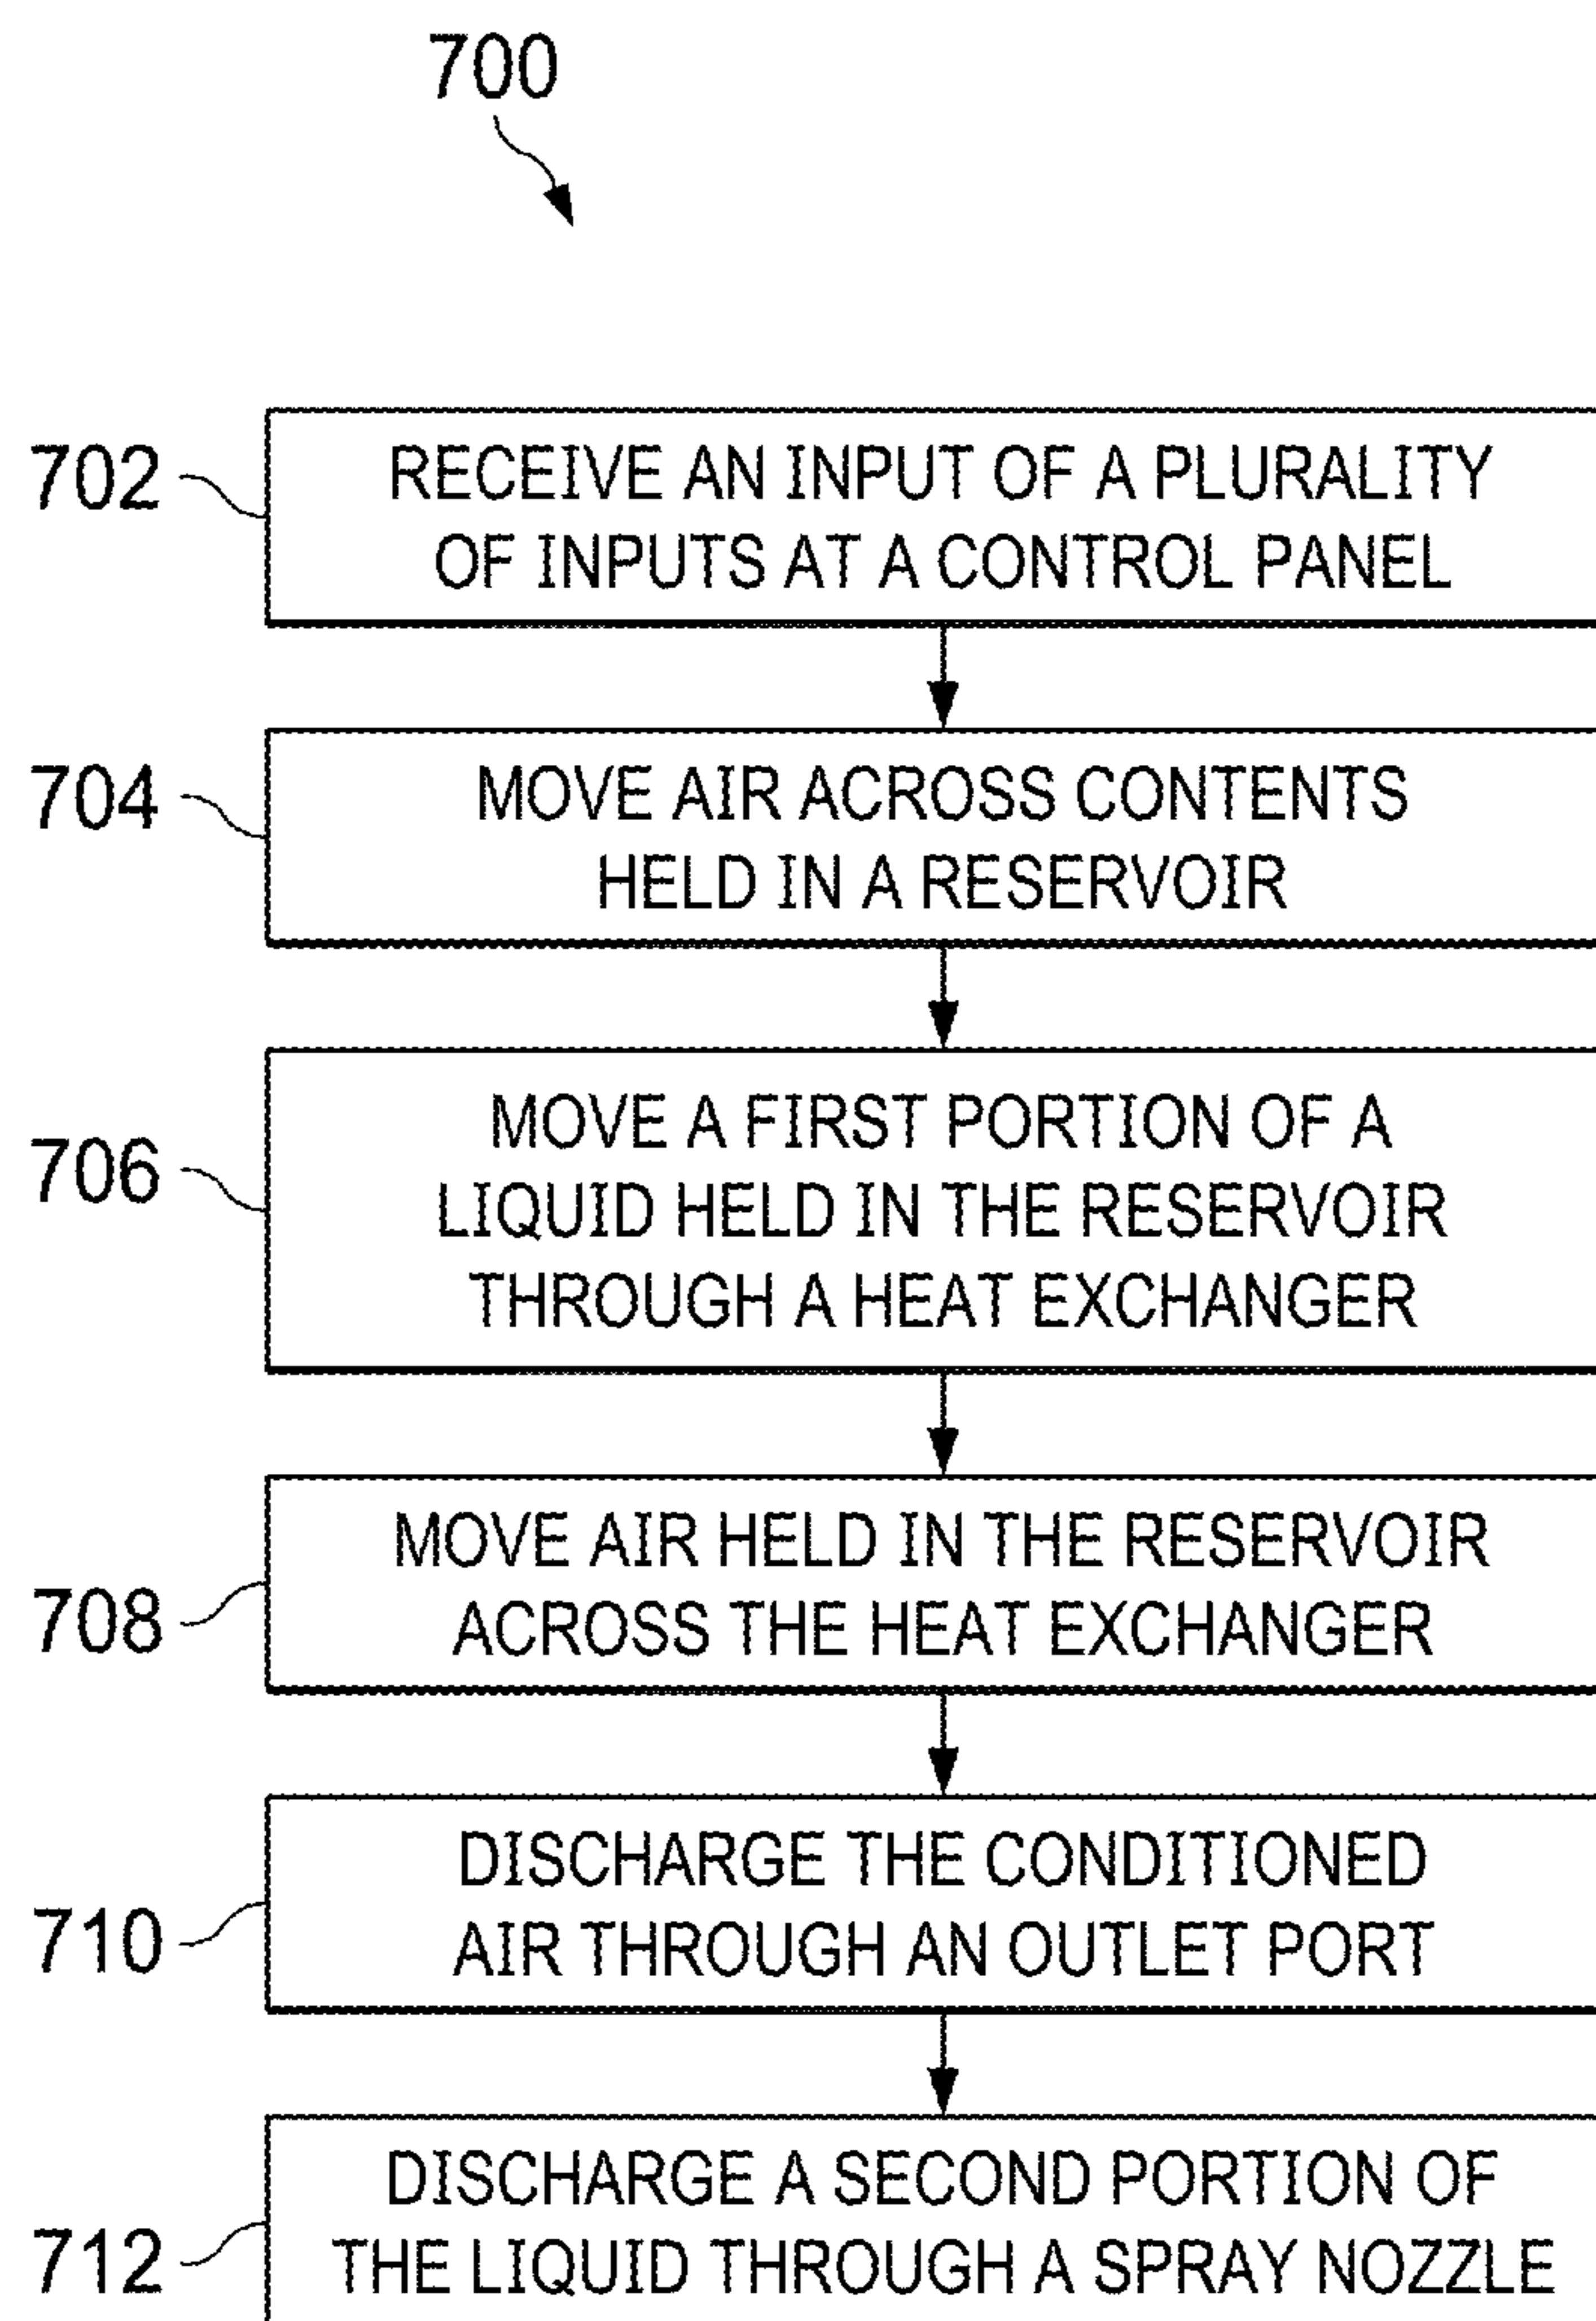 700
702
RECEIVE AN INPUT OF A PLURALITY
OF INPUTS AT A CONTROL PANEL
704
MOVE AIR ACROSS CONTENTS
HELD IN A RESERVOIR
706
MOVE A FIRST PORTION OF A
LIQUID HELD IN THE RESERVOIR
THROUGH A HEAT EXCHANGER
708
MOVE AIR HELD IN THE RESERVOIR
ACROSS THE HEAT EXCHANGER
710
DISCHARGE THE CONDITIONED
AIR THROUGH AN OUTLET PORT
712
DISCHARGE A SECOND PORTION OF
THE LIQUID THROUGH A SPRAY NOZZLE